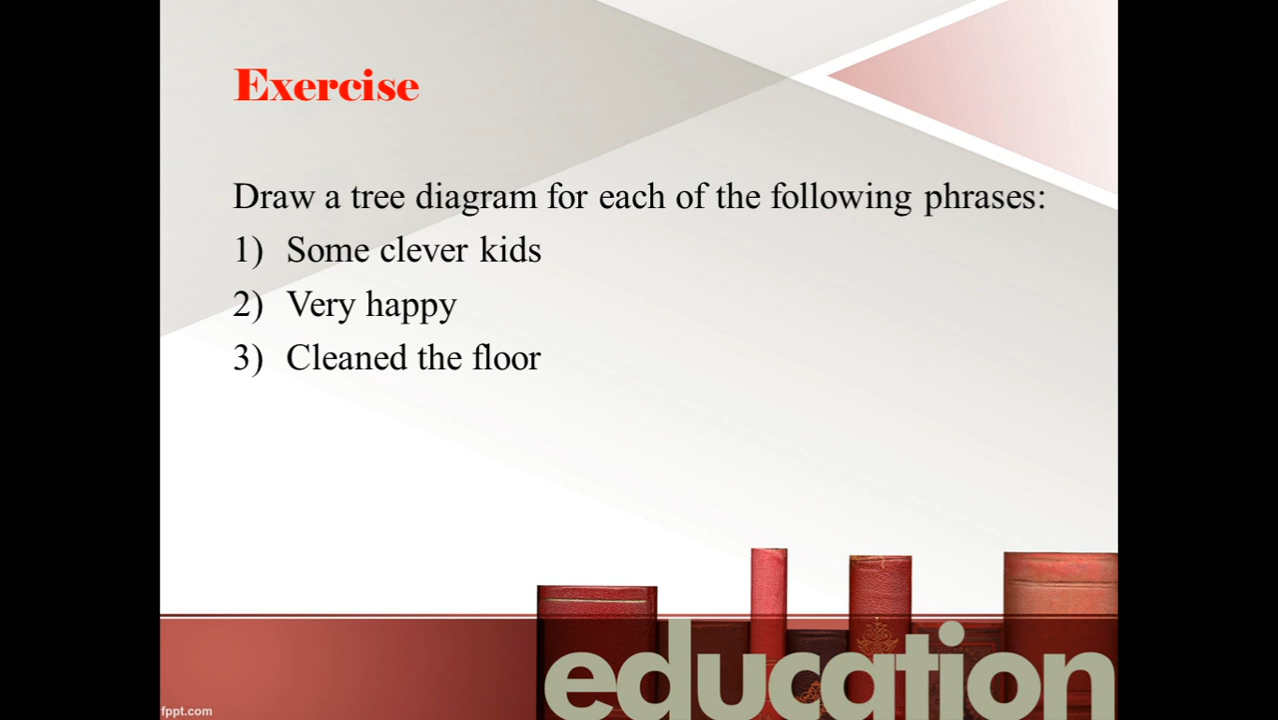 Exercise
Draw a tree diagram for each of the following phrases:
1) Some clever kids
2) Very happy
3) Cleaned the floor
education
fppt.com